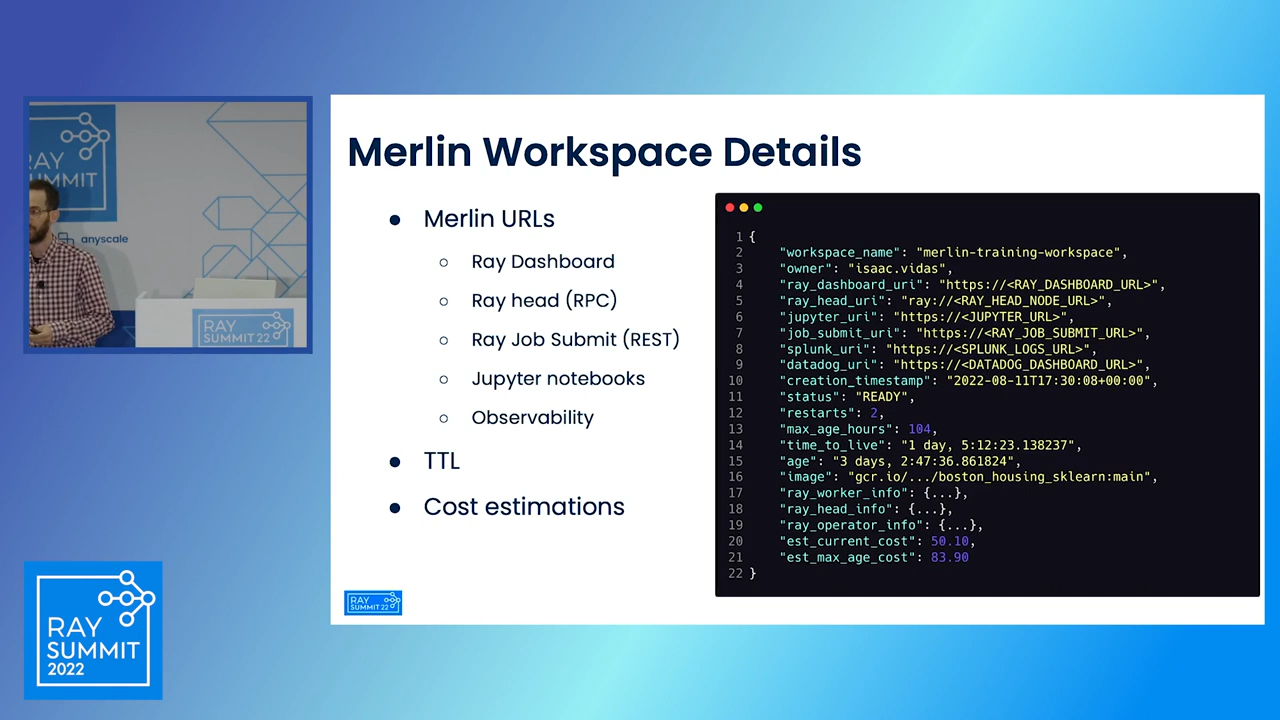 RAY
SUMMIT
anyscale
RAY
SUMMIT 22
RAY
SUMMIT
2022
Merlin Workspace Details
● Merlin URLs
○ Ray Dashboard
○ Ray head (RPC)
○ Ray Job Submit (REST)
○ Jupyter notebooks
○ Observability
● TTL
● Cost estimations
1 {
2 "workspace_name": "merlin-training-workspace",
3 "owner": "isaac.vidas",
4 "ray_dashboard_uri": "https://<RAY_DASHBOARD_URL>",
5 "ray_head_uri": "ray://<RAY_HEAD_NODE_URL>",
6 "jupyter_uri": "https://<JUPYTER_URL>",
7 "job_submit_uri": "https://<RAY_JOB_SUBMIT_URL>",
8 "splunk_uri": "https://<SPLUNK_LOGS_URL>",
9 "datadog_uri": "https://<DATADOG_DASHBOARD_URL>",
10 "creation_timestamp": "2022-08-11T17:30:08+00:00",
11 "status": "READY",
12 "restarts": 2,
13 "max_age_hours": 104,
14 "time_to_live": "1 day, 5:12:23.138237",
15 "age": "3 days, 2:47:36.861824",
16 "image": "gcr.io/.../boston_housing_sklearn:main",
17 "ray_worker_info": {...},
18 "ray_head_info": {...},
19 "ray_operator_info": {...},
20 "est_current_cost": 50.10,
21 "est_max_age_cost": 83.90
22 }
RAY
SUMMIT 22